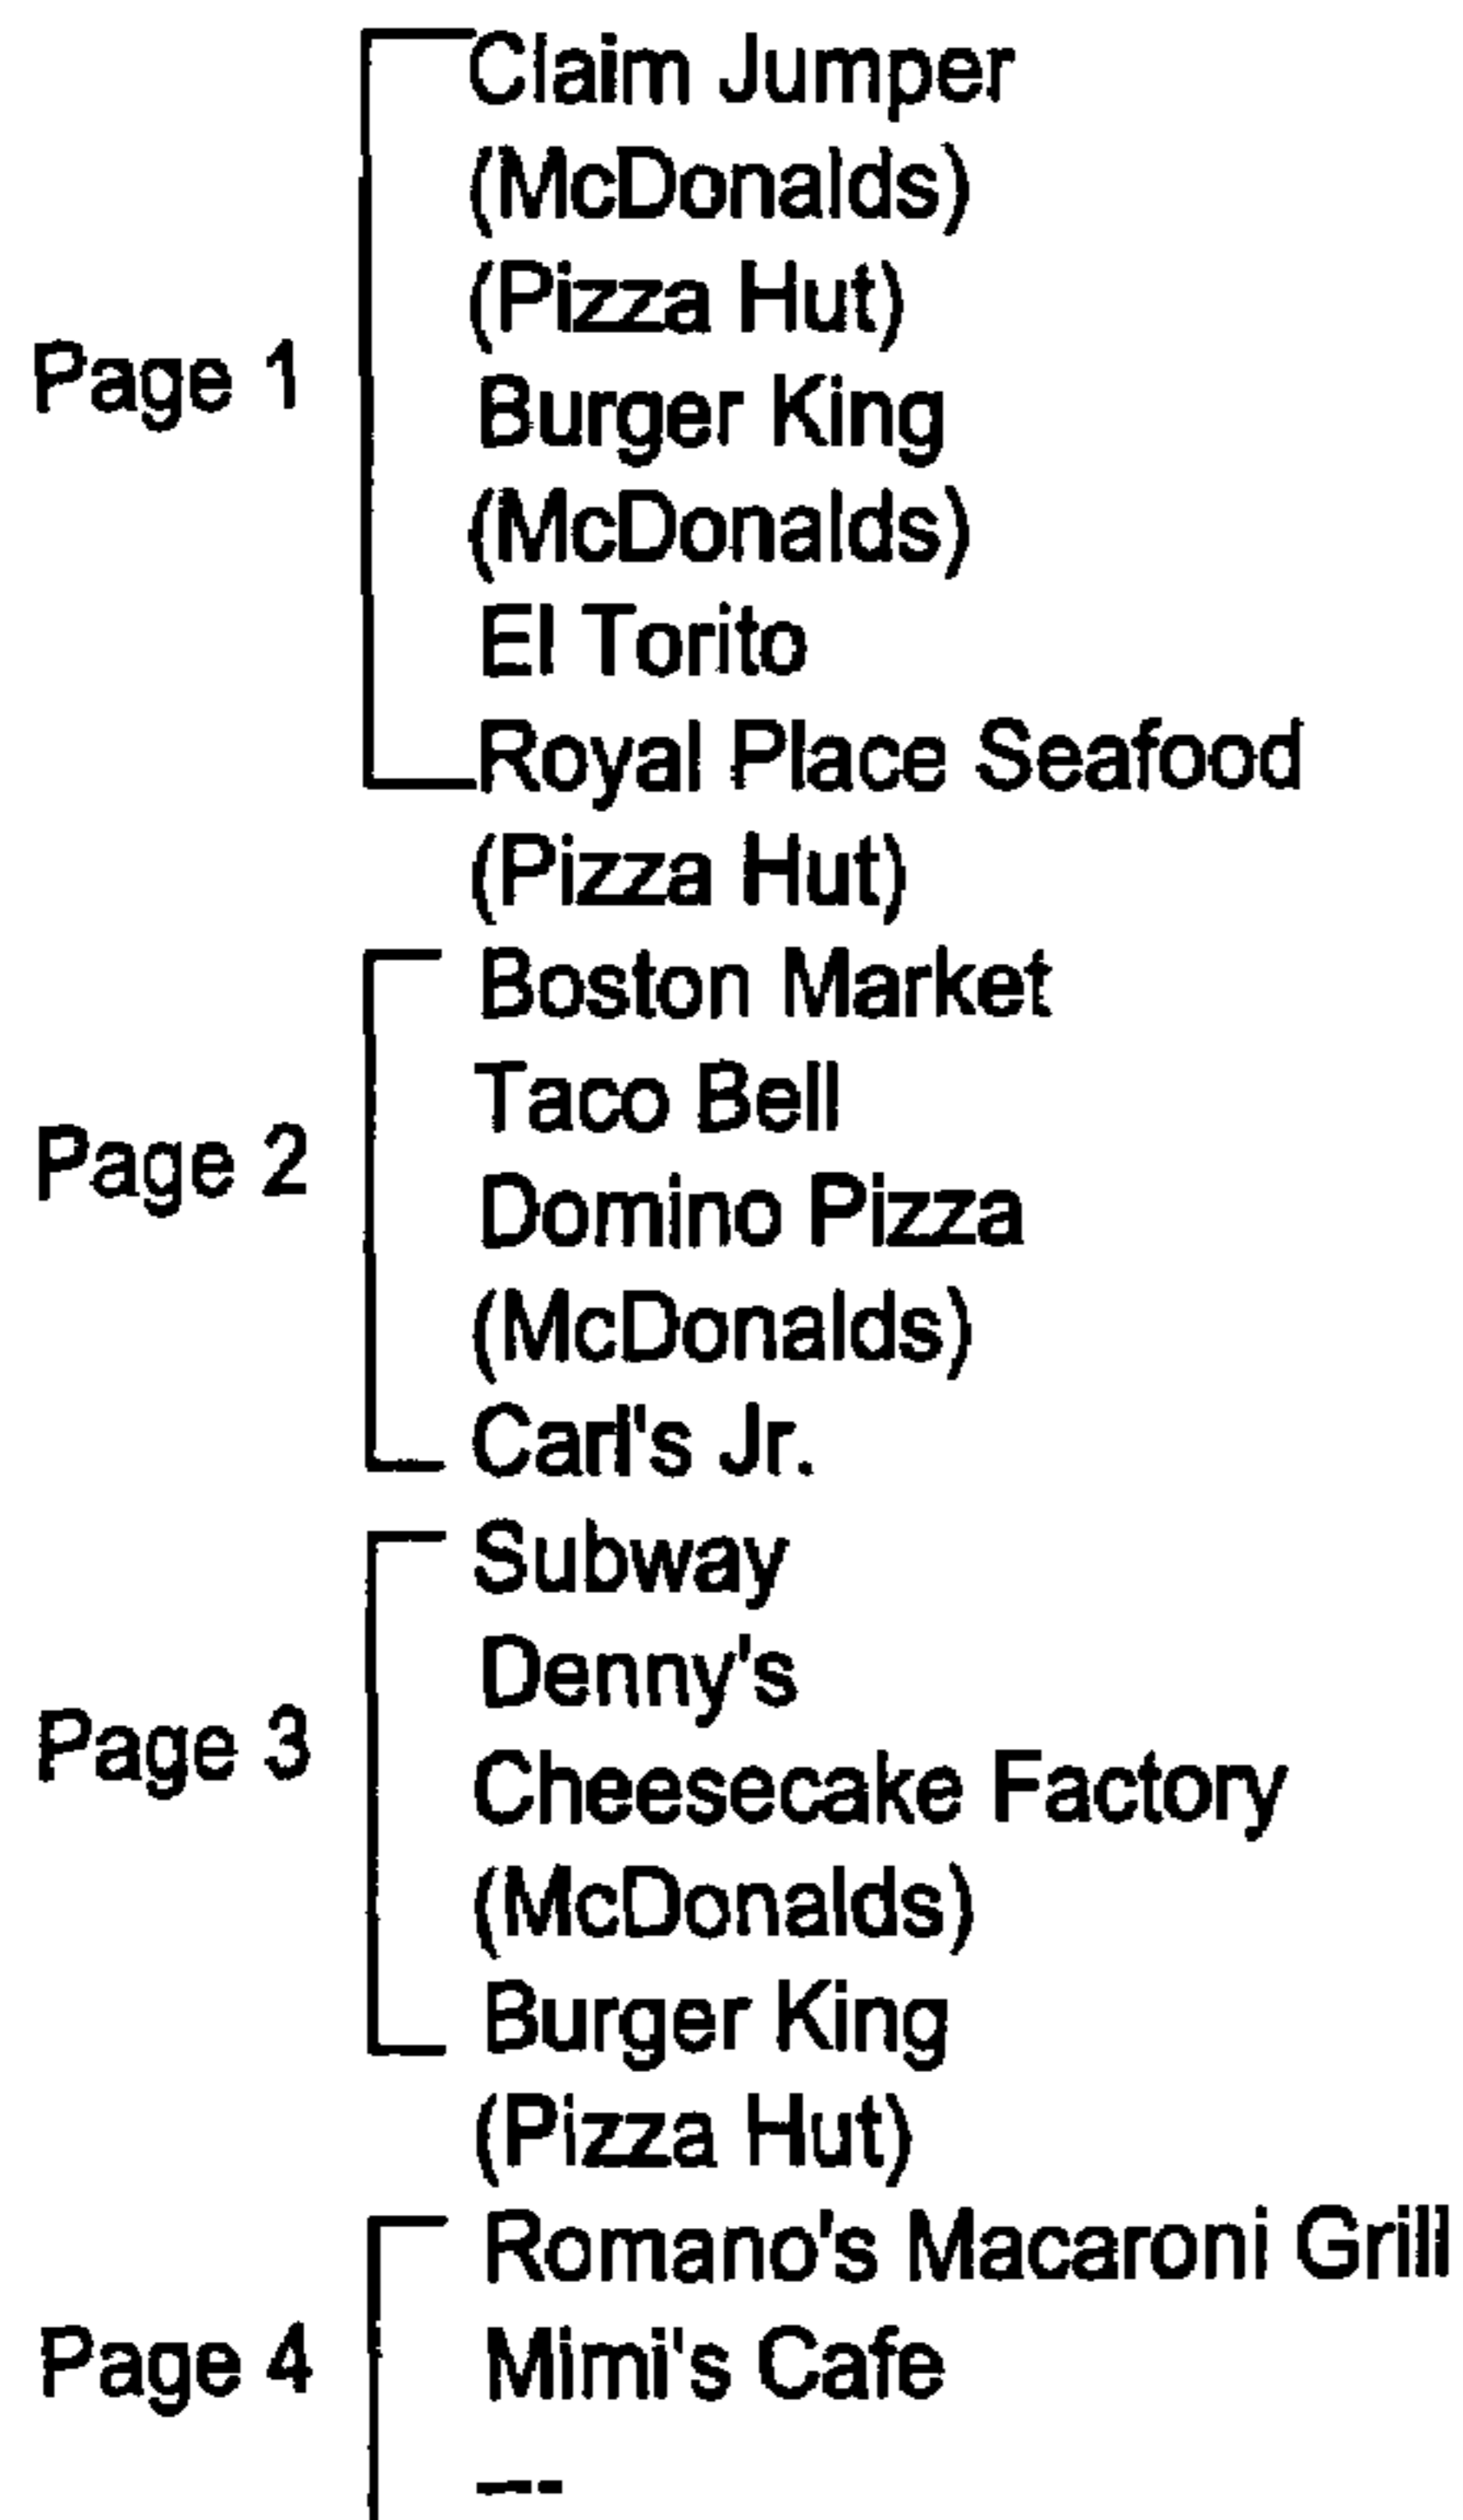 Claim Jumper
(McDonalds)
(Pizza Hut)
Page 1
Burger King
(McDonalds)
El Torito
Royal Place Seafood
(Pizza Hut)
Boston Market
Taco Bell
Page 2
Domino Pizza
(McDonalds)
Carl's Jr.
Subway
Denny's
Page 3
Cheesecake Factory
(McDonalds)
Burger King
(Pizza Hut)
Romano's Macaroni Grill
Page 4
Mimi's Cafe
---